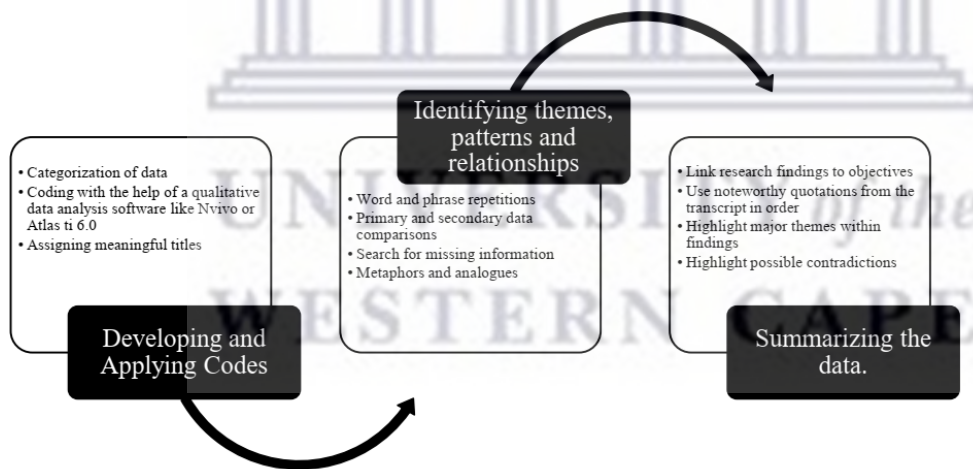 • Categorization of data
• Coding with the help of a qualitative
data analysis software like Nvivo or
Atlas ti 6.0
• Assigning meaningful titles
Developing and
Applying Codes
Identifying themes,
patterns and
relationships
• Word and phrase repetitions
• Primary and secondary data
comparisons
• Search for missing information
• Metaphors and analogues
• Link research findings to objectives
• Use noteworthy quotations from the
transcript in order
• Highlight major themes within
findings
• Highlight possible contradictions
Summarizing the
data.
UNIVERSITY of the
WESTERN CAPE